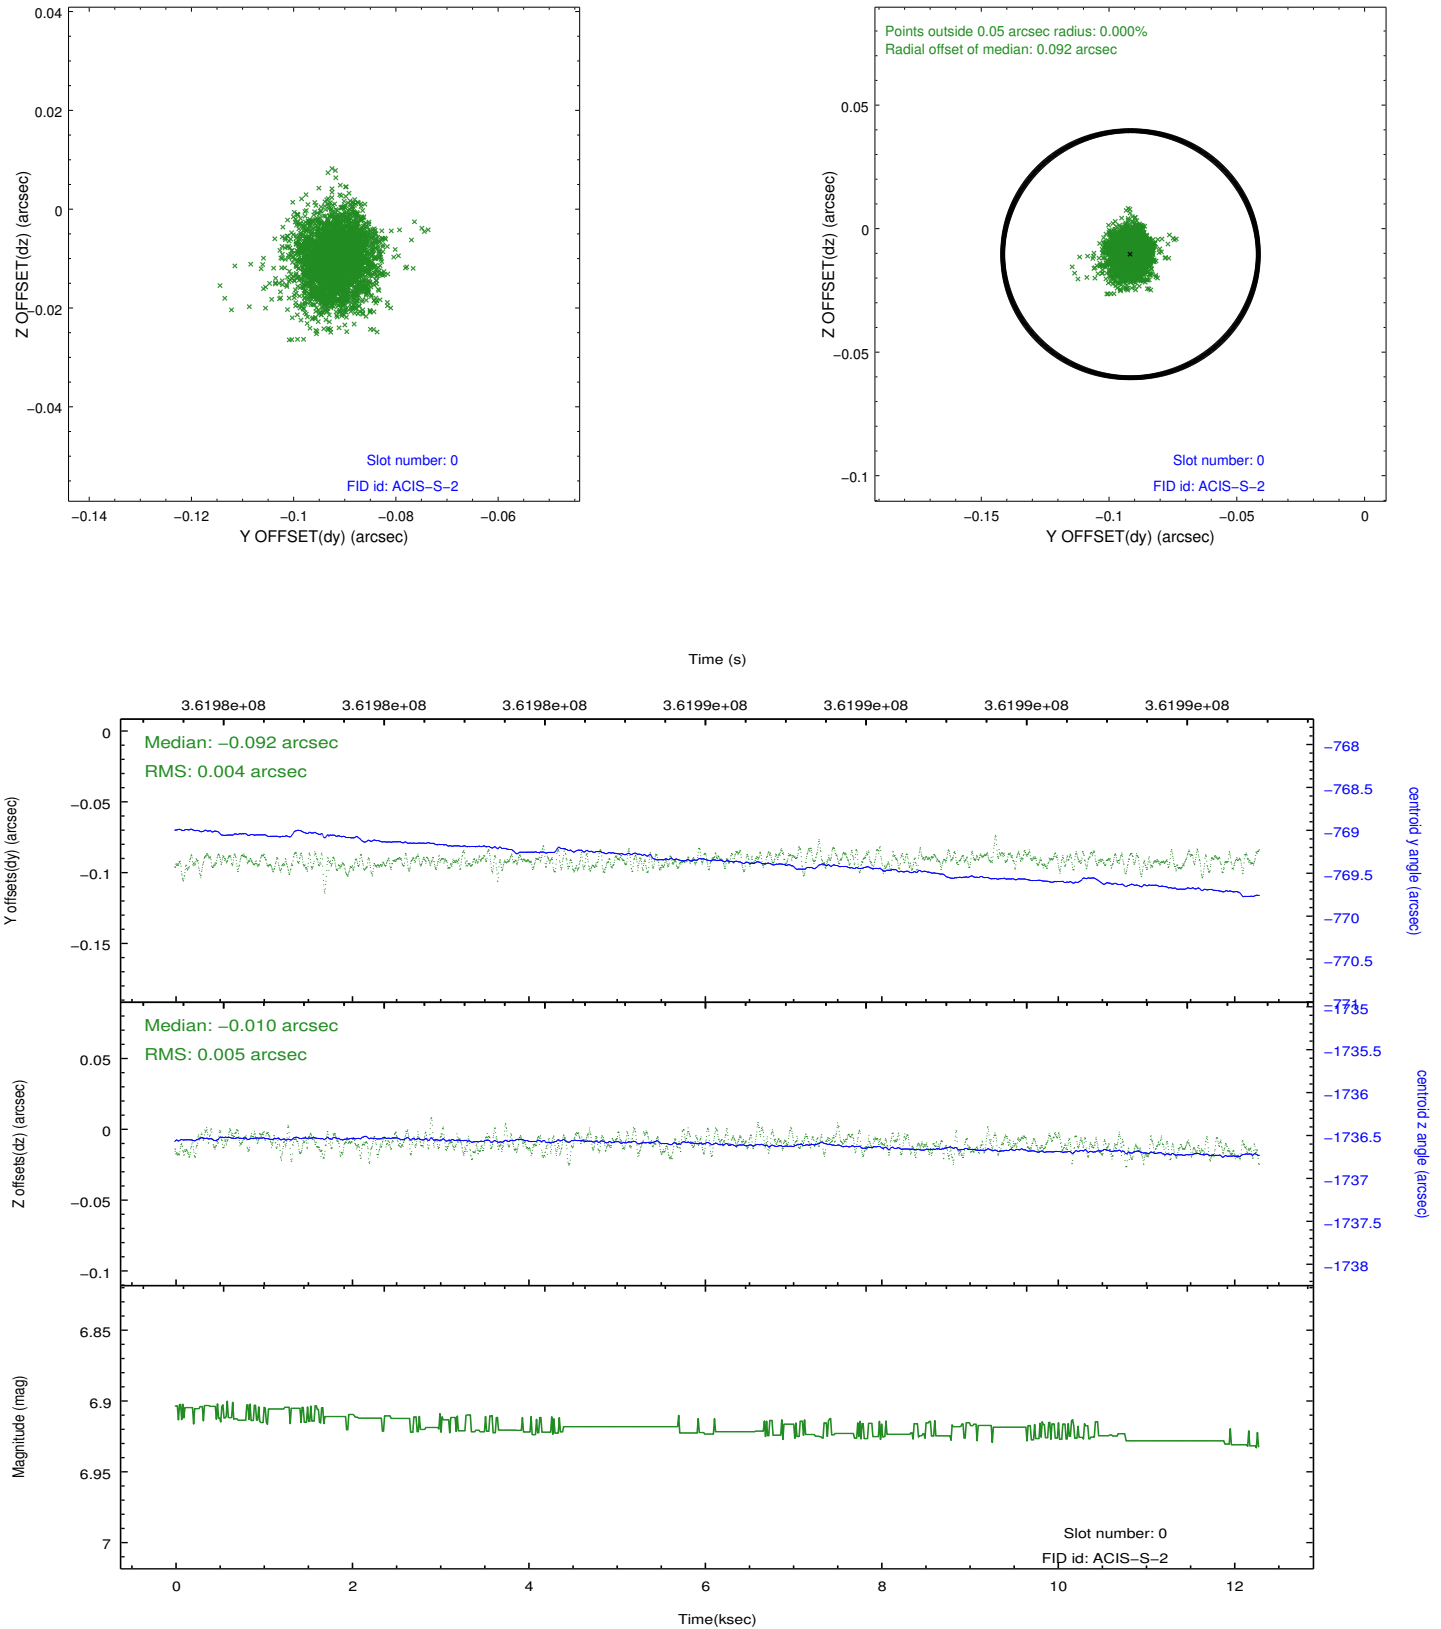 0.04
0.02
0
−0.02
−0.04
Z OFFSET(dz) (arcsec)
Slot number: 0
FID id: ACIS−S−2
−0.14
−0.12
−0.1
−0.08
−0.06
Y OFFSET(dy) (arcsec)
Points outside 0.05 arcsec radius: 0.000%
Radial offset of median: 0.092 arcsec
0.05
0
−0.05
−0.1
Z OFFSET(dz) (arcsec)
Slot number: 0
FID id: ACIS−S−2
−0.15
−0.1
−0.05
0
Y OFFSET(dy) (arcsec)
Time (s)
3.6198e+08
3.6198e+08
3.6198e+08
3.6199e+08
3.6199e+08
3.6199e+08
3.6199e+08
Median: −0.092 arcsec
RMS: 0.004 arcsec
0
−0.05
−0.1
−0.15
Y offsets(dy) (arcsec)
−768
−768.5
−769
−769.5
−770
−770.5
−771
centroid y angle (arcsec)
Median: −0.010 arcsec
RMS: 0.005 arcsec
0.05
0
−0.05
−0.1
Z offsets(dz) (arcsec)
−1735
−1735.5
−1736
−1736.5
−1737
−1737.5
−1738
centroid z angle (arcsec)
6.85
6.9
6.95
7
Magnitude (mag)
Slot number: 0
FID id: ACIS−S−2
0
2
4
6
8
10
12
Time(ksec)